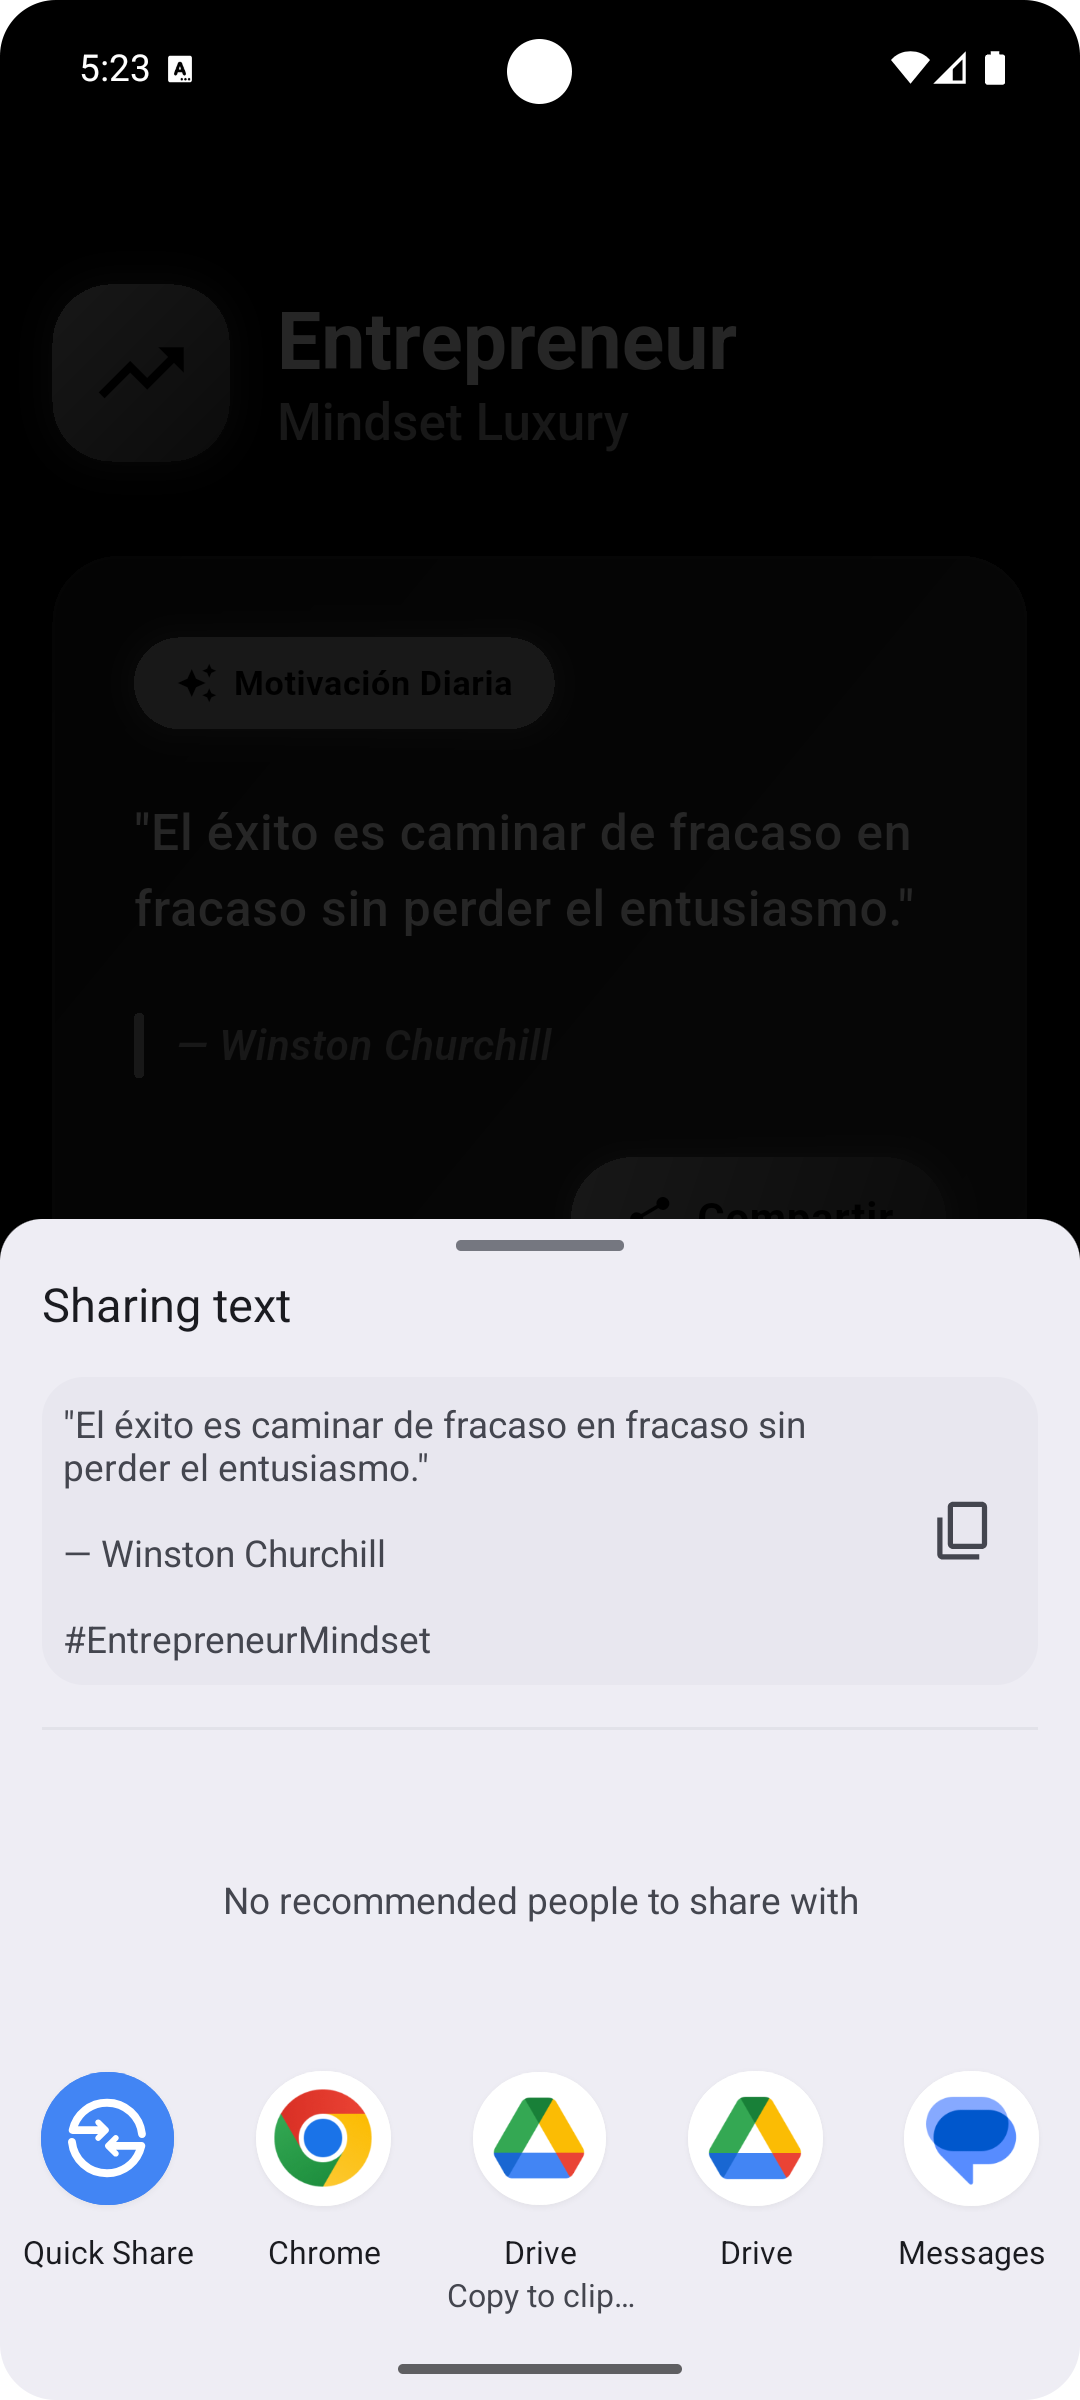 5:23
Entrepreneur
Mindset Luxury
Motivación Diaria
"El éxito es caminar de fracaso en
fracaso sin perder el entusiasmo."
— Winston Churchill
Compartir
Sharing text
"El éxito es caminar de fracaso en fracaso sin
perder el entusiasmo."
— Winston Churchill
#EntrepreneurMindset
No recommended people to share with
Quick Share
Chrome
Drive
Copy to clip…
Drive
Messages